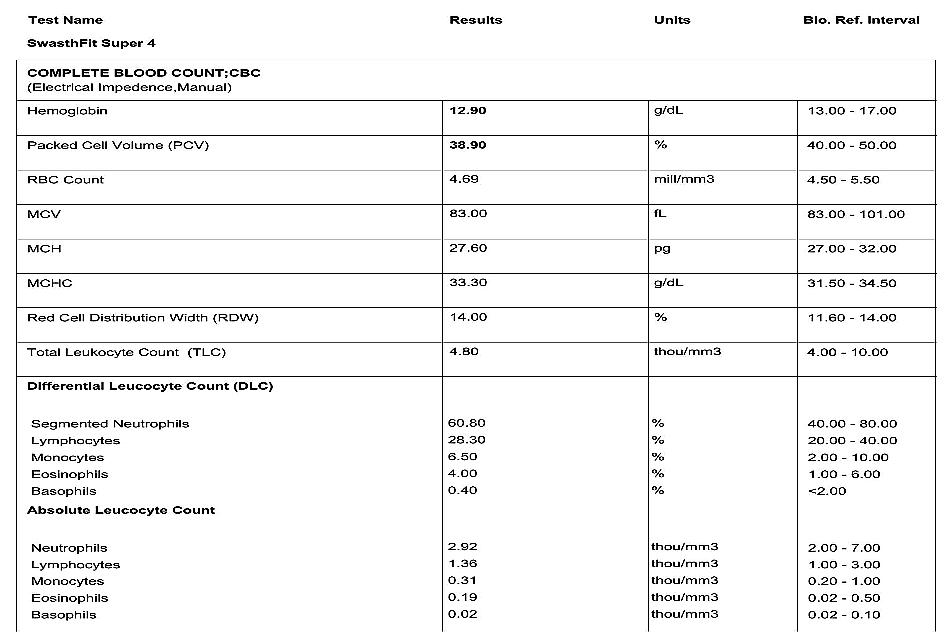 Test Name Results Units Bio. Ref. Interval
SwasthFit Super 4
COMPLETE BLOOD COUNT;CBC
(Electrical Impedence,Manual)
Hemoglobin 12.90 g/dL 13.00 - 17.00
Packed Cell Volume (PCV) 38.90 % 40.00 - 50.00
RBC Count 4.69 mill/mm3 4.50 - 5.50
MCV 83.00 fL 83.00 - 101.00
MCH 27.60 pg 27.00 - 32.00
MCHC 33.30 g/dL 31.50 - 34.50
Red Cell Distribution Width (RDW) 14.00 % 11.60 - 14.00
Total Leukocyte Count (TLC) 4.80 thou/mm3 4.00 - 10.00
Differential Leucocyte Count (DLC)
Segmented Neutrophils 60.80 % 40.00 - 80.00
Lymphocytes 28.30 % 20.00 - 40.00
Monocytes 6.50 % 2.00 - 10.00
Eosinophils 4.00 % 1.00 - 6.00
Basophils 0.40 % <2.00
Absolute Leucocyte Count
Neutrophils 2.92 thou/mm3 2.00 - 7.00
Lymphocytes 1.36 thou/mm3 1.00 - 3.00
Monocytes 0.31 thou/mm3 0.20 - 1.00
Eosinophils 0.19 thou/mm3 0.02 - 0.50
Basophils 0.02 thou/mm3 0.02 - 0.10